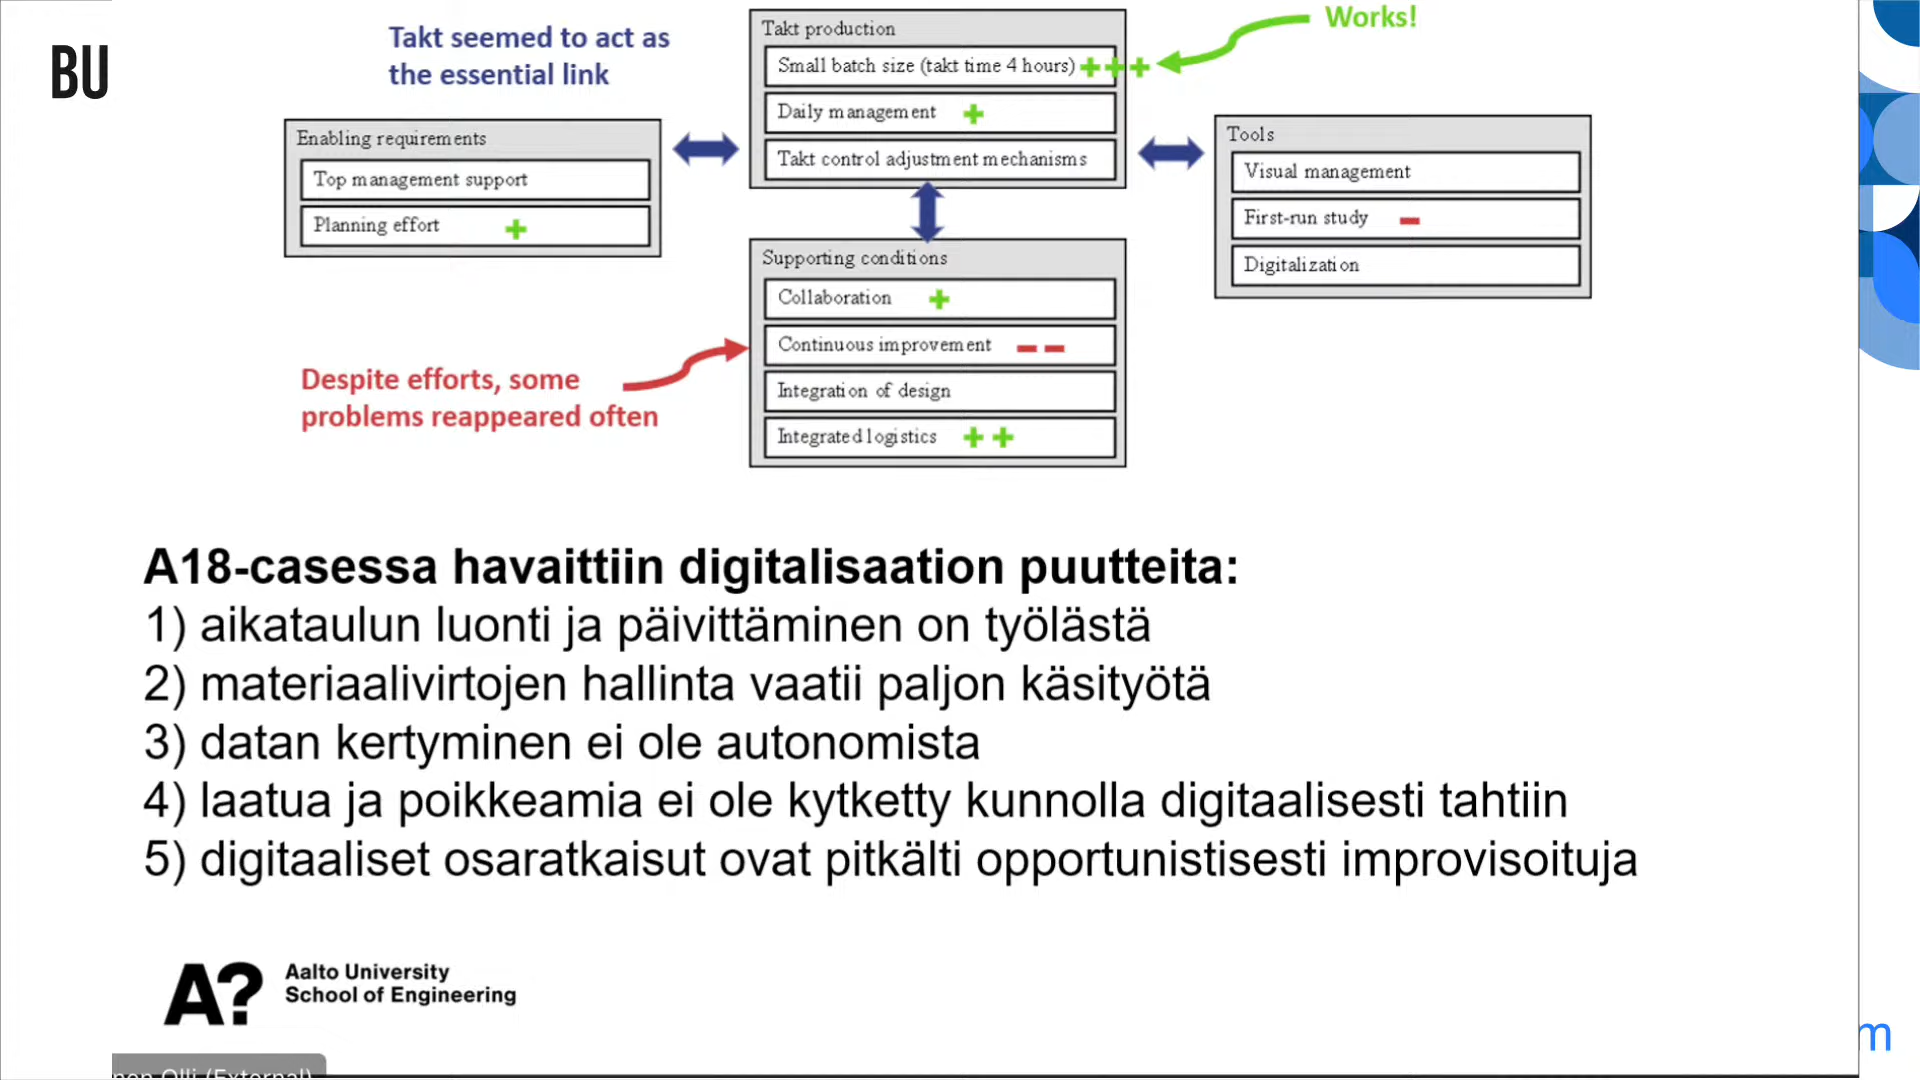 BU
Takt seemed to act as
the essential link
Works!
Takt production
Small batch size (takt time 4 hours) +++
Daily management +
Takt control adjustment mechanisms
Enabling requirements
Top management support
Planning effort +
Tools
Visual management
First-run study −
Digitalization
Supporting conditions
Collaboration +
Continuous improvement − −
Integration of design
Integrated logistics + +
Despite efforts, some
problems reappeared often
A18-casessa havaittiin digitalisaation puutteita:
1) aikataulun luonti ja päivittäminen on työlästä
2) materiaalivirtojen hallinta vaatii paljon käsityötä
3) datan kertyminen ei ole autonomista
4) laatua ja poikkeamia ei ole kytketty kunnolla digitaalisesti tahtiin
5) digitaaliset osaratkaisut ovat pitkälti opportunistisesti improvisoituja
A?
Aalto University
School of Engineering
m
Olli (External)